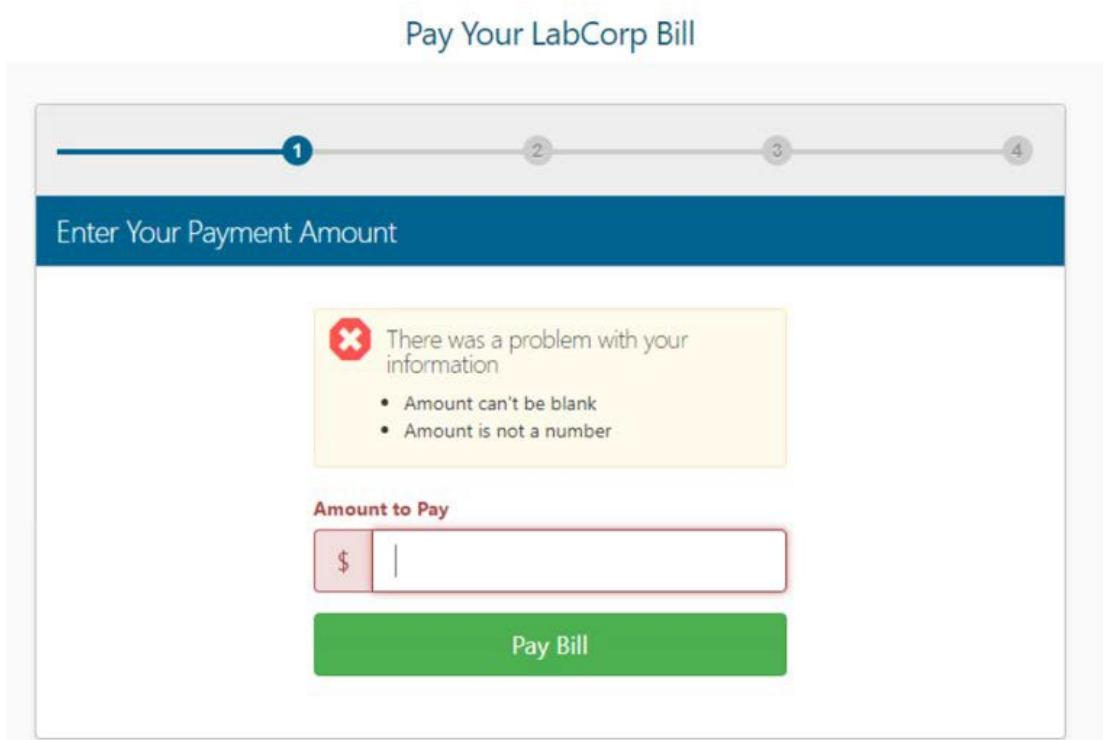 Pay Your LabCorp Bill
1 2 3 4
Enter Your Payment Amount
There was a problem with your
information
• Amount can't be blank
• Amount is not a number
Amount to Pay
$
Pay Bill